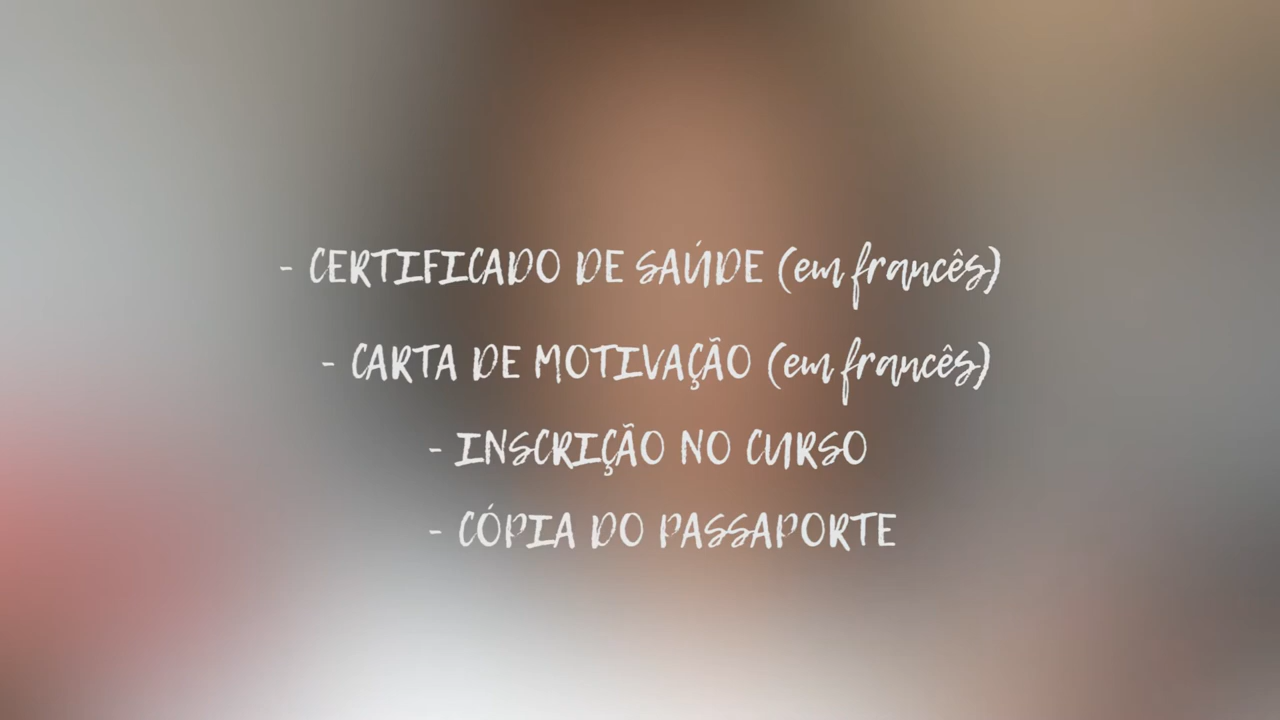 - CERTIFICADO DE SAÚDE (em francês)
- CARTA DE MOTIVAÇÃO (em francês)
- INSCRIÇÃO NO CURSO
- CÓPIA DO PASSAPORTE